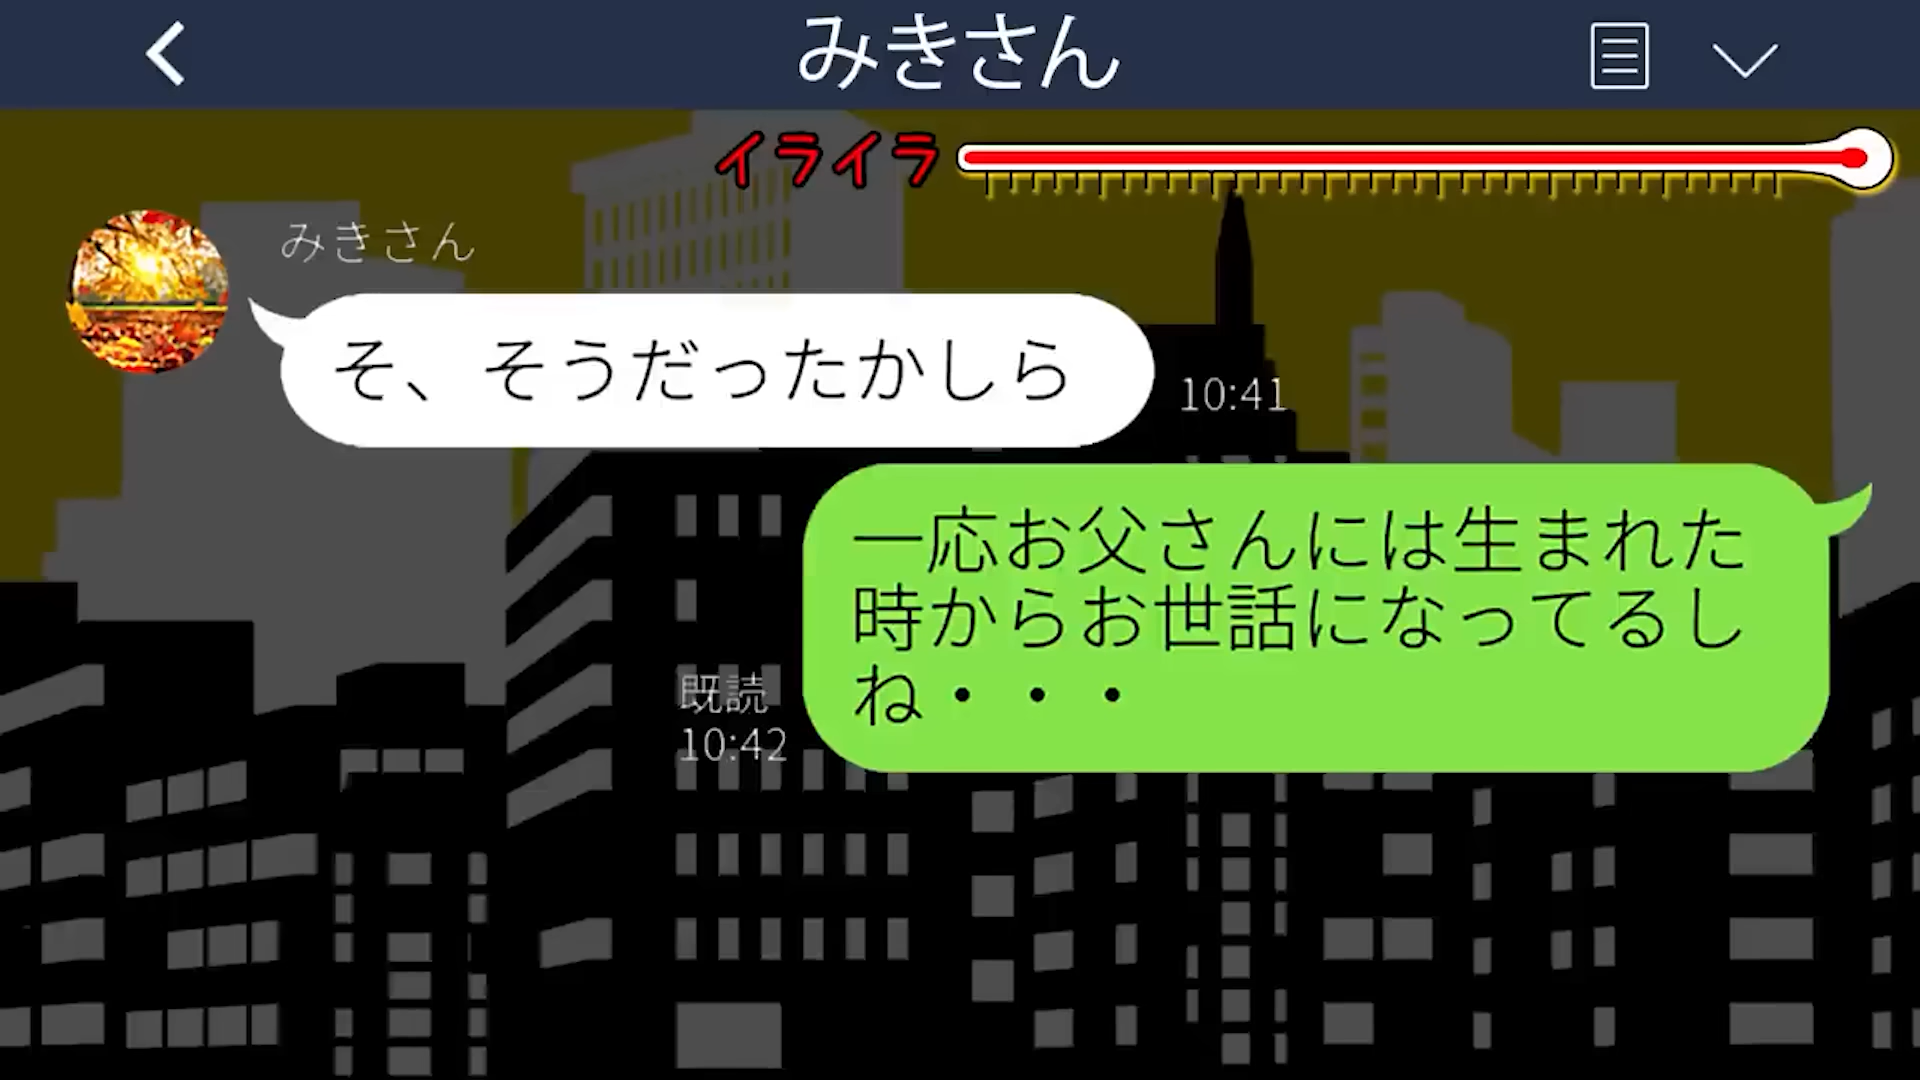 みきさん
イライラ
みきさん
そ、そうだったかしら
10:41
一応お父さんには生まれた
時からお世話になってるし
ね・・・
既読
10:42